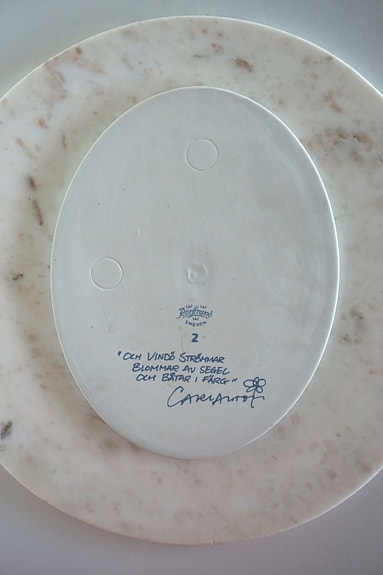 Rörstrand
SWEDEN
2
"OCH VINDÖ STRÖMMAR
BLOMMAR AV SEGEL
OCH BÅTAR I FÄRG"